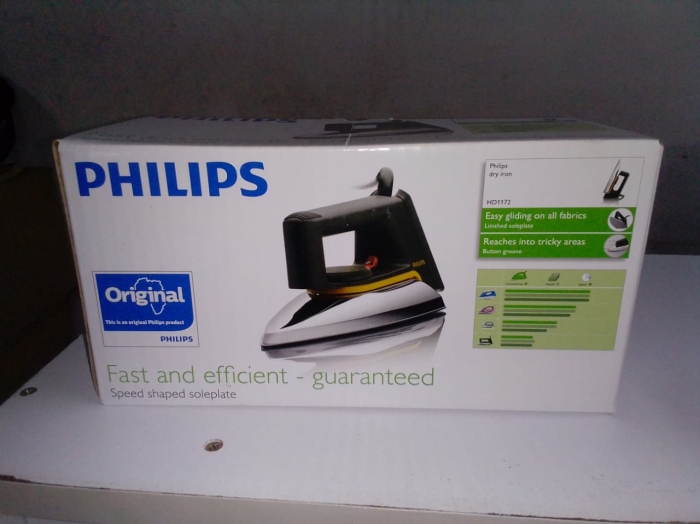 PHILIPS
Philips
dry iron
HD1172
Easy gliding on all fabrics
Linished soleplate
Reaches into tricky areas
Button groove
Original
This is an original Philips product
PHILIPS
Fast and efficient - guaranteed
Speed shaped soleplate